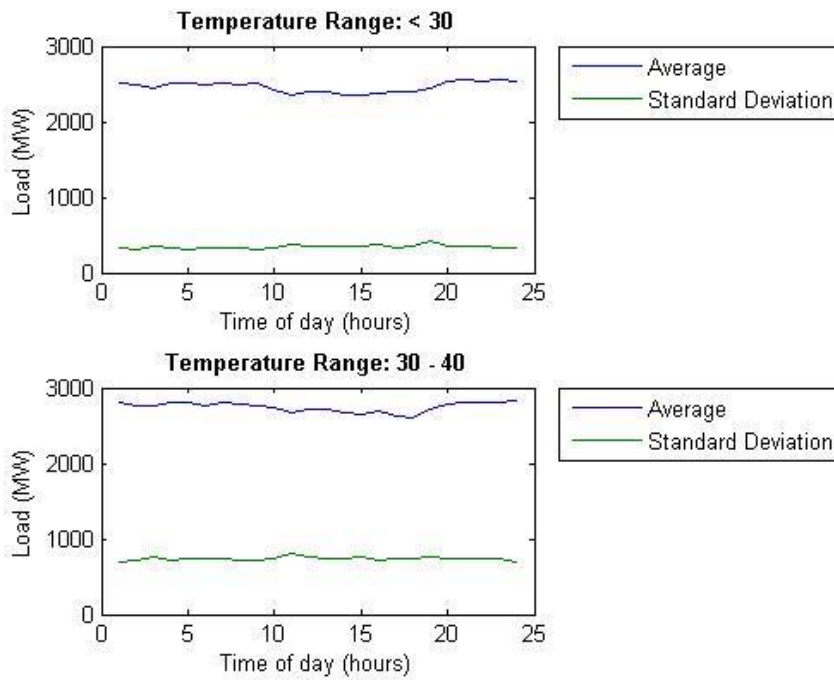 Temperature Range: < 30
3000
2000
1000
0
Load (MW)
0 5 10 15 20 25
Time of day (hours)
Average
Standard Deviation
Temperature Range: 30 - 40
3000
2000
1000
0
Load (MW)
0 5 10 15 20 25
Time of day (hours)
Average
Standard Deviation